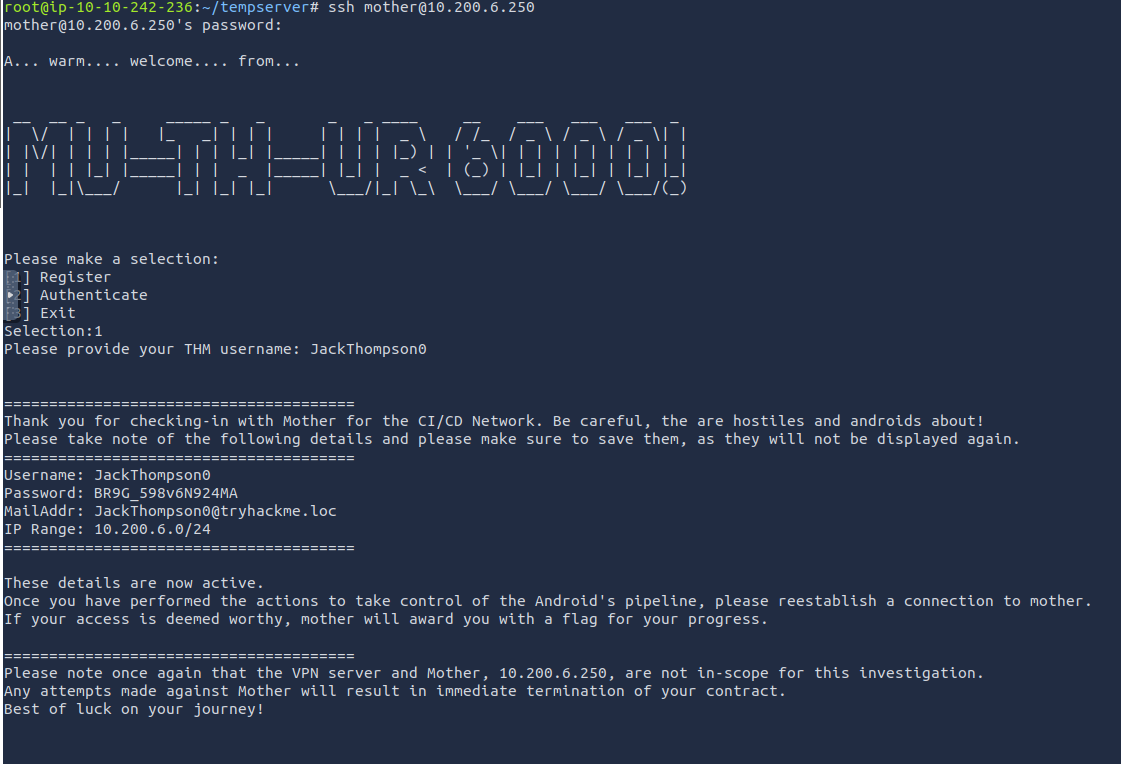 root@ip-10-10-242-236:~/tempserver# ssh mother@10.200.6.250
mother@10.200.6.250's password:
A... warm.... welcome.... from...
MU-TH-UR 6000!
Please make a selection:
[1] Register
[2] Authenticate
[3] Exit
Selection:1
Please provide your THM username: JackThompson0
=======================================
Thank you for checking-in with Mother for the CI/CD Network. Be careful, the are hostiles and androids about!
Please take note of the following details and please make sure to save them, as they will not be displayed again.
=======================================
Username: JackThompson0
Password: BR9G_598v6N924MA
MailAddr: JackThompson0@tryhackme.loc
IP Range: 10.200.6.0/24
=======================================
These details are now active.
Once you have performed the actions to take control of the Android's pipeline, please reestablish a connection to mother.
If your access is deemed worthy, mother will award you with a flag for your progress.
=======================================
Please note once again that the VPN server and Mother, 10.200.6.250, are not in-scope for this investigation.
Any attempts made against Mother will result in immediate termination of your contract.
Best of luck on your journey!